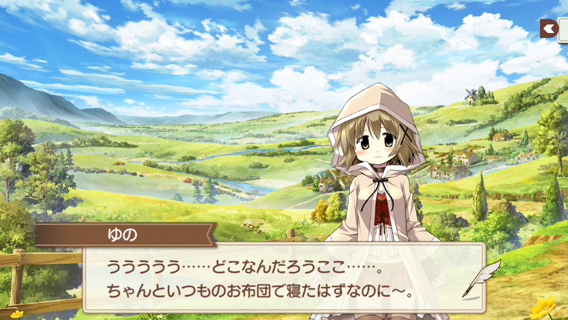 ゆの
ううううう……どこなんだろうここ……。
ちゃんといつものお布団で寝たはずなのに～。